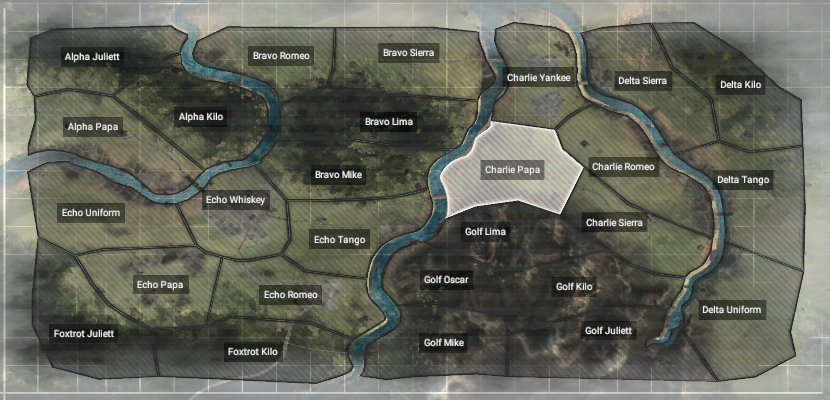 Alpha Juliett
Bravo Romeo
Bravo Sierra
Charlie Yankee
Delta Sierra
Delta Kilo
Alpha Papa
Alpha Kilo
Bravo Lima
Bravo Mike
Charlie Papa
Charlie Romeo
Delta Tango
Echo Uniform
Echo Whiskey
Echo Tango
Golf Lima
Charlie Sierra
Echo Papa
Echo Romeo
Golf Oscar
Golf Kilo
Delta Uniform
Foxtrot Juliett
Foxtrot Kilo
Golf Mike
Golf Juliett